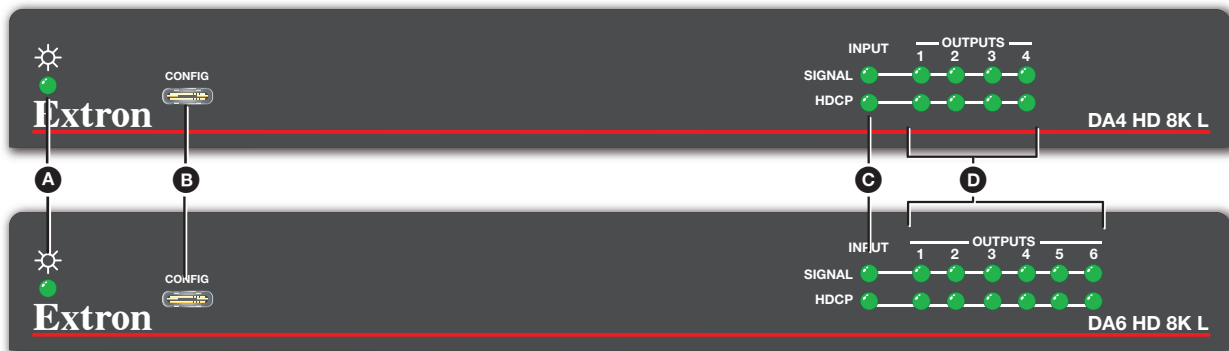 INPUT OUTPUTS
1 2 3 4
CONFIG
SIGNAL
HDCP
Extron
DA4 HD 8K L
A B C D
INPUT OUTPUTS
1 2 3 4 5 6
CONFIG
SIGNAL
HDCP
Extron
DA6 HD 8K L